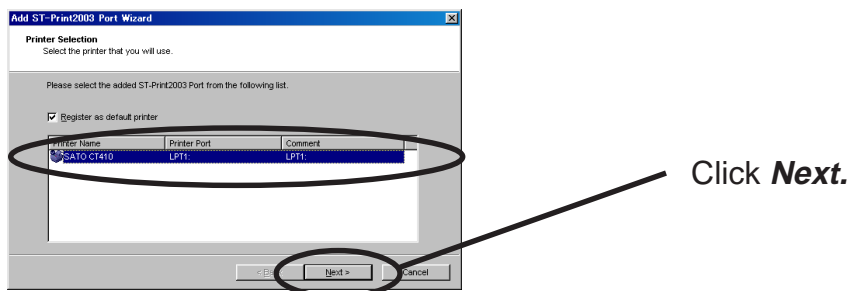 Add ST-Print2003 Port Wizard
Printer Selection
Select the printer that you will use.
Please select the added ST-Print2003 Port from the following list.
Register as default printer
Printer Name Printer Port Comment
SATO CT410 LPT1: LPT1:
Click Next.
Next > Cancel